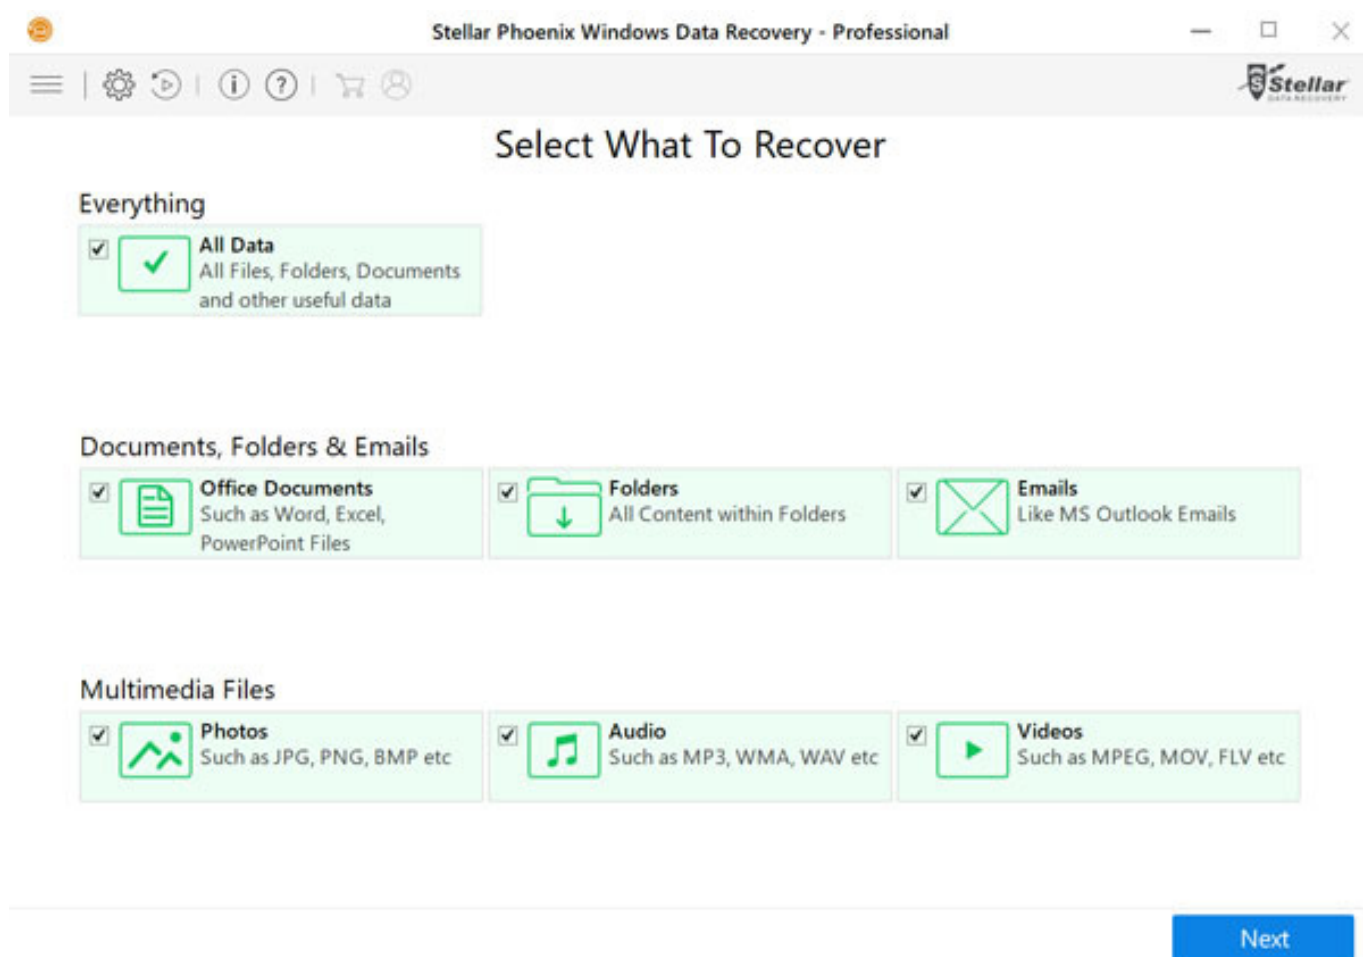 Stellar Phoenix Windows Data Recovery - Professional
Stellar
DATA RECOVERY
Select What To Recover
Everything
All Data
All Files, Folders, Documents
and other useful data
Documents, Folders & Emails
Office Documents
Such as Word, Excel,
PowerPoint Files
Folders
All Content within Folders
Emails
Like MS Outlook Emails
Multimedia Files
Photos
Such as JPG, PNG, BMP etc
Audio
Such as MP3, WMA, WAV etc
Videos
Such as MPEG, MOV, FLV etc
Next